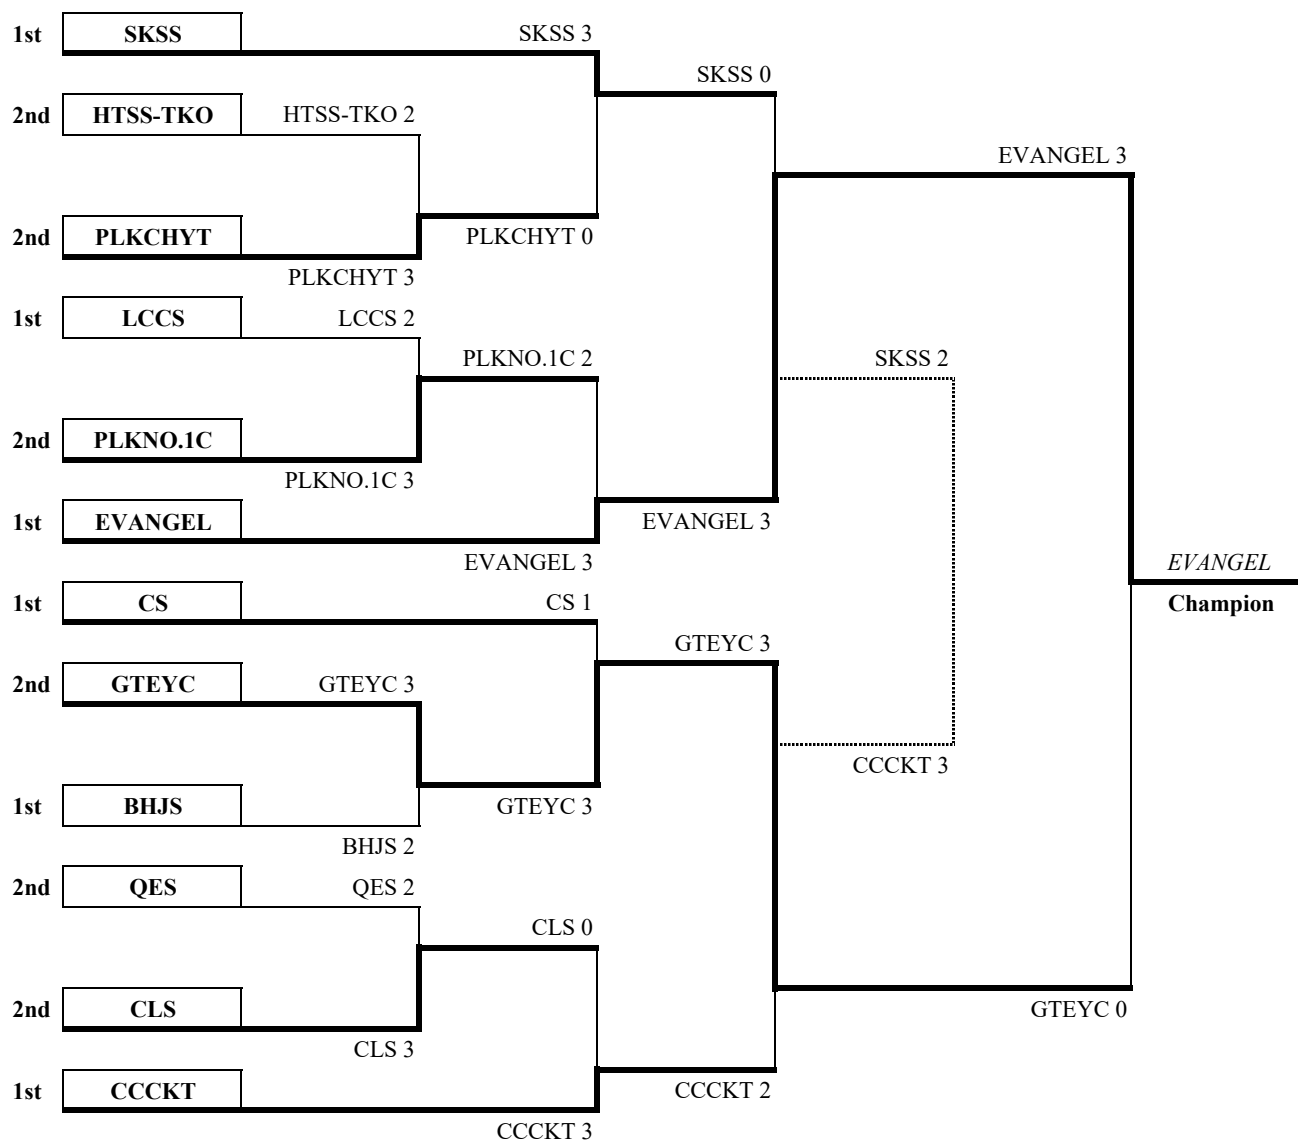 1st SKSS SKSS 3
SKSS 0
2nd HTSS-TKO HTSS-TKO 2
EVANGEL 3
2nd PLKCHYT PLKCHYT 0
PLKCHYT 3
1st LCCS LCCS 2
PLKNO.1C 2 SKSS 2
2nd PLKNO.1C
PLKNO.1C 3
1st EVANGEL EVANGEL 3
EVANGEL 3 EVANGEL
1st CS CS 1 Champion
GTEYC 3
2nd GTEYC GTEYC 3
CCCKT 3
1st BHJS GTEYC 3
BHJS 2
2nd QES QES 2
CLS 0
2nd CLS GTEYC 0
CLS 3
1st CCCKT CCCKT 2
CCCKT 3